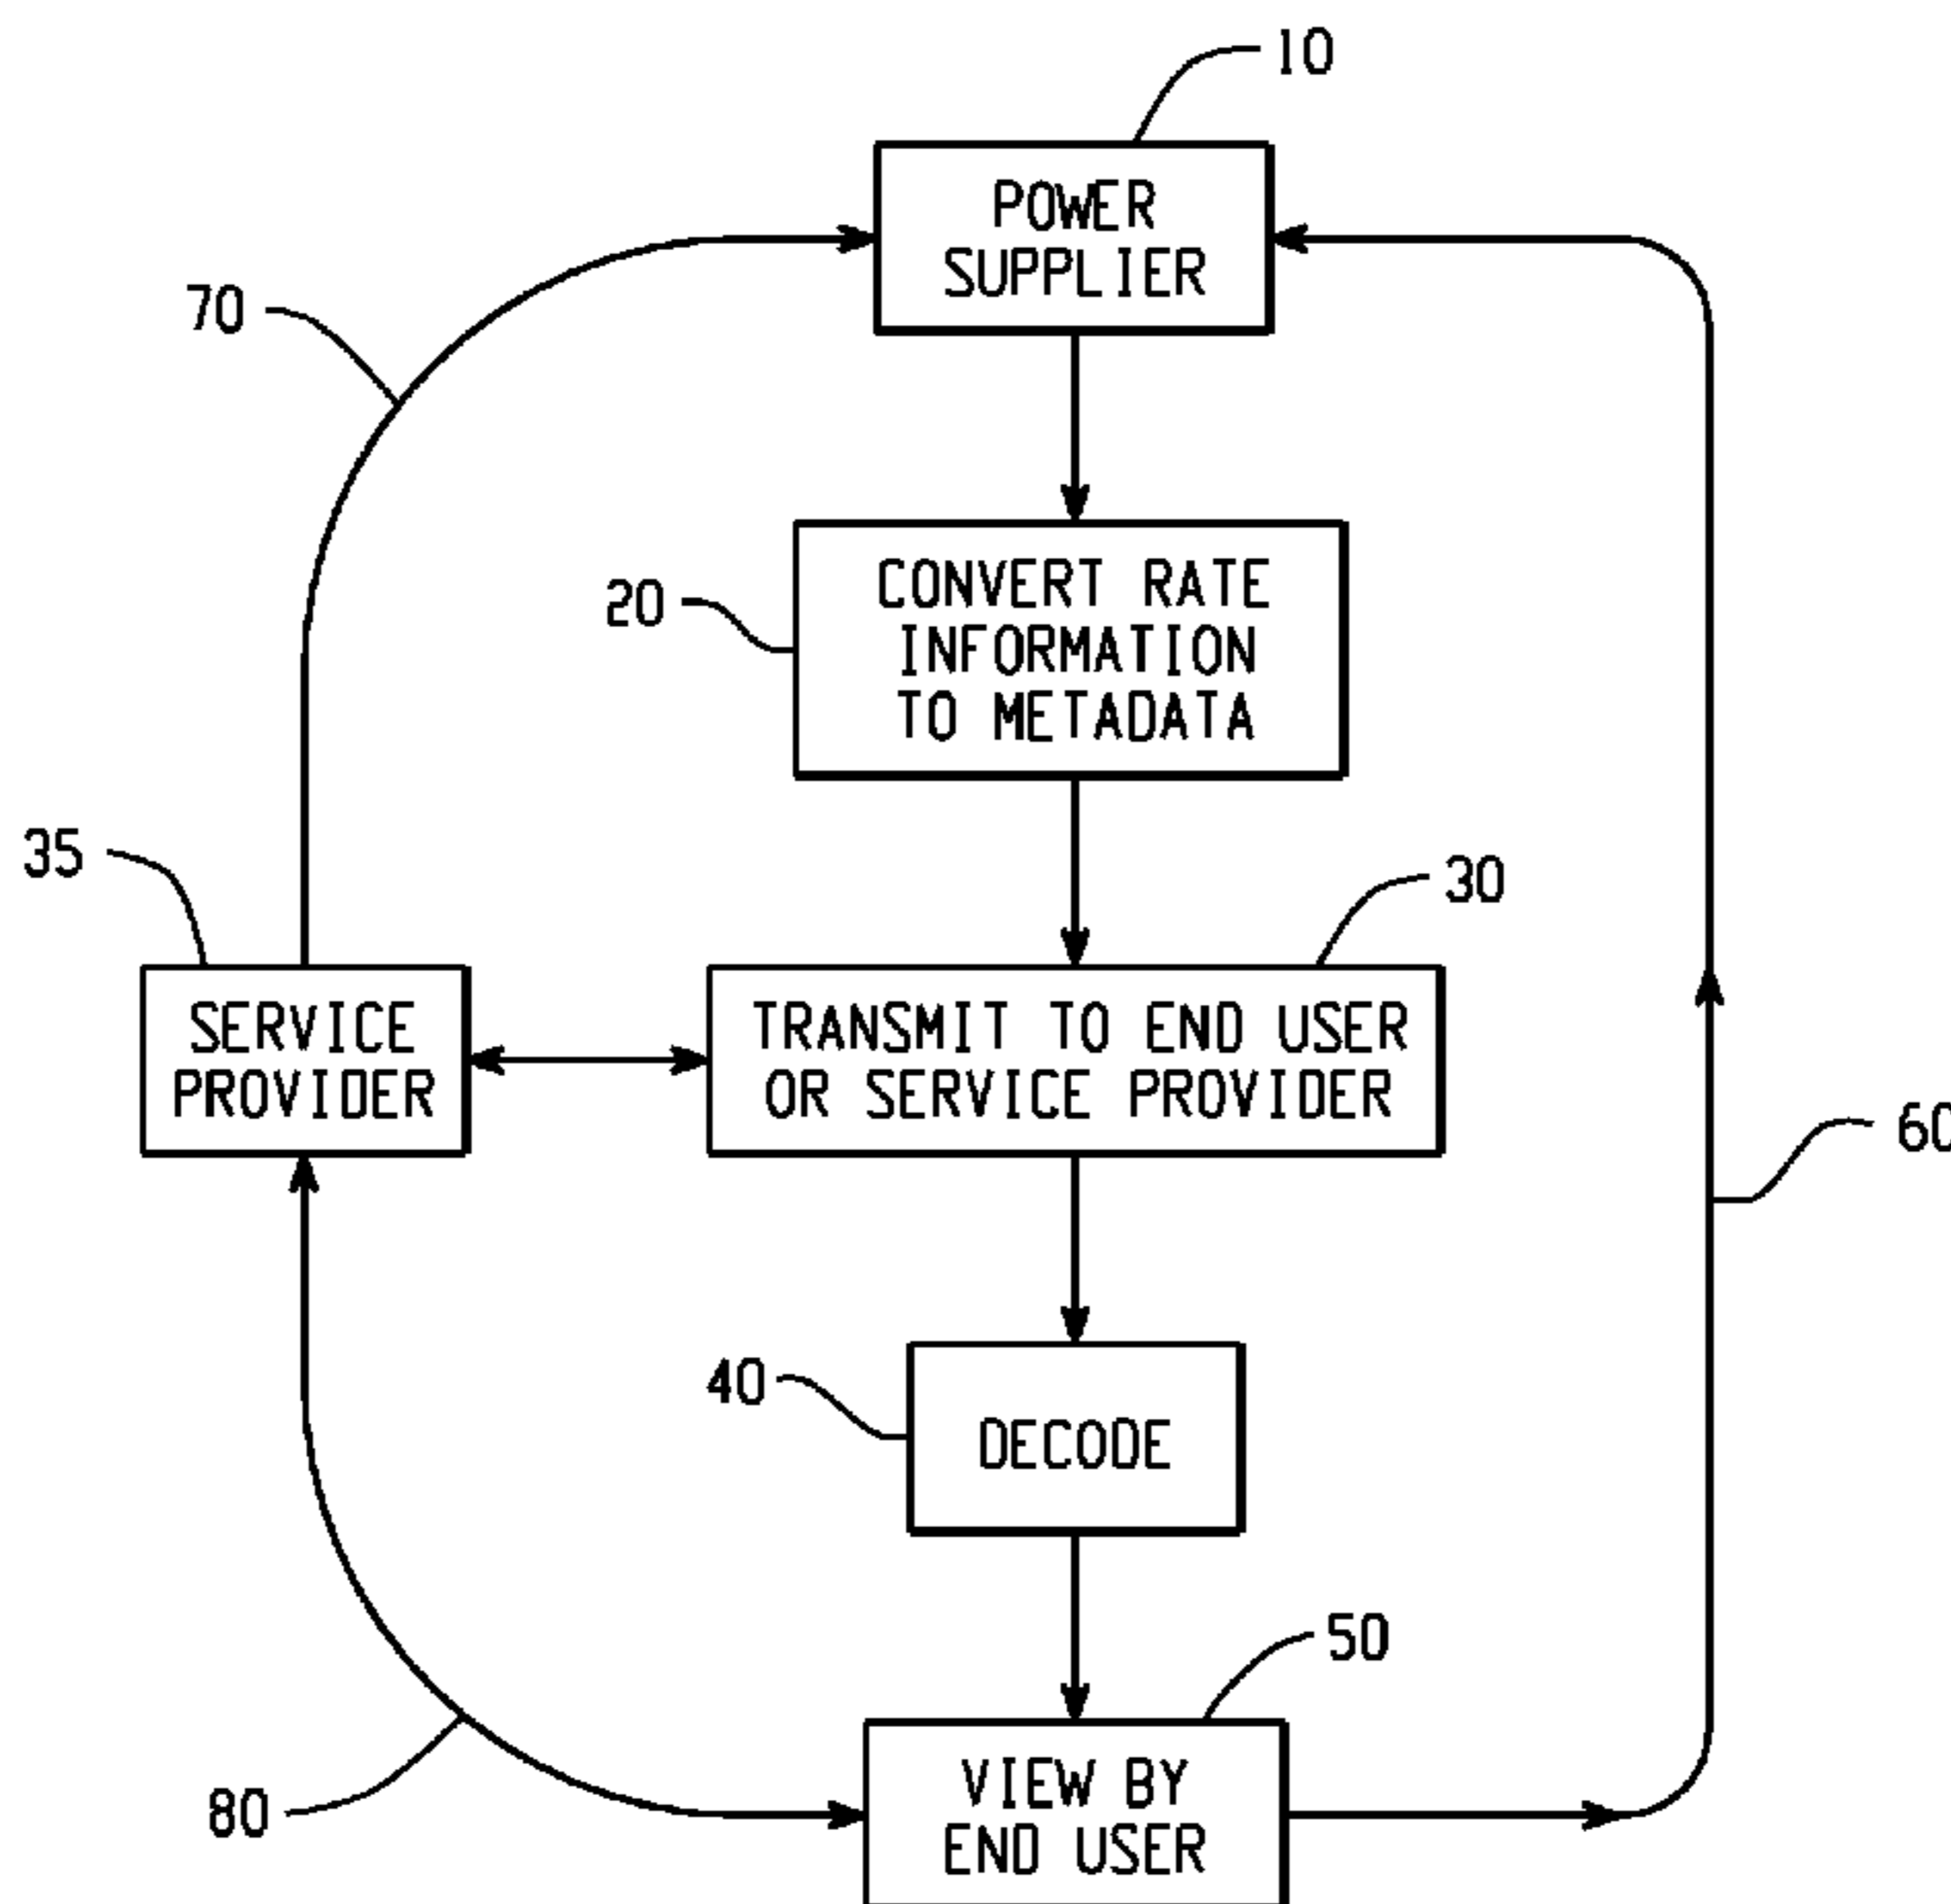 10
POWER
SUPPLIER
70
CONVERT RATE
INFORMATION
TO METADATA
20
35
30
SERVICE
PROVIDER
TRANSMIT TO END USER
OR SERVICE PROVIDER
60
40
DECODE
50
VIEW BY
END USER
80